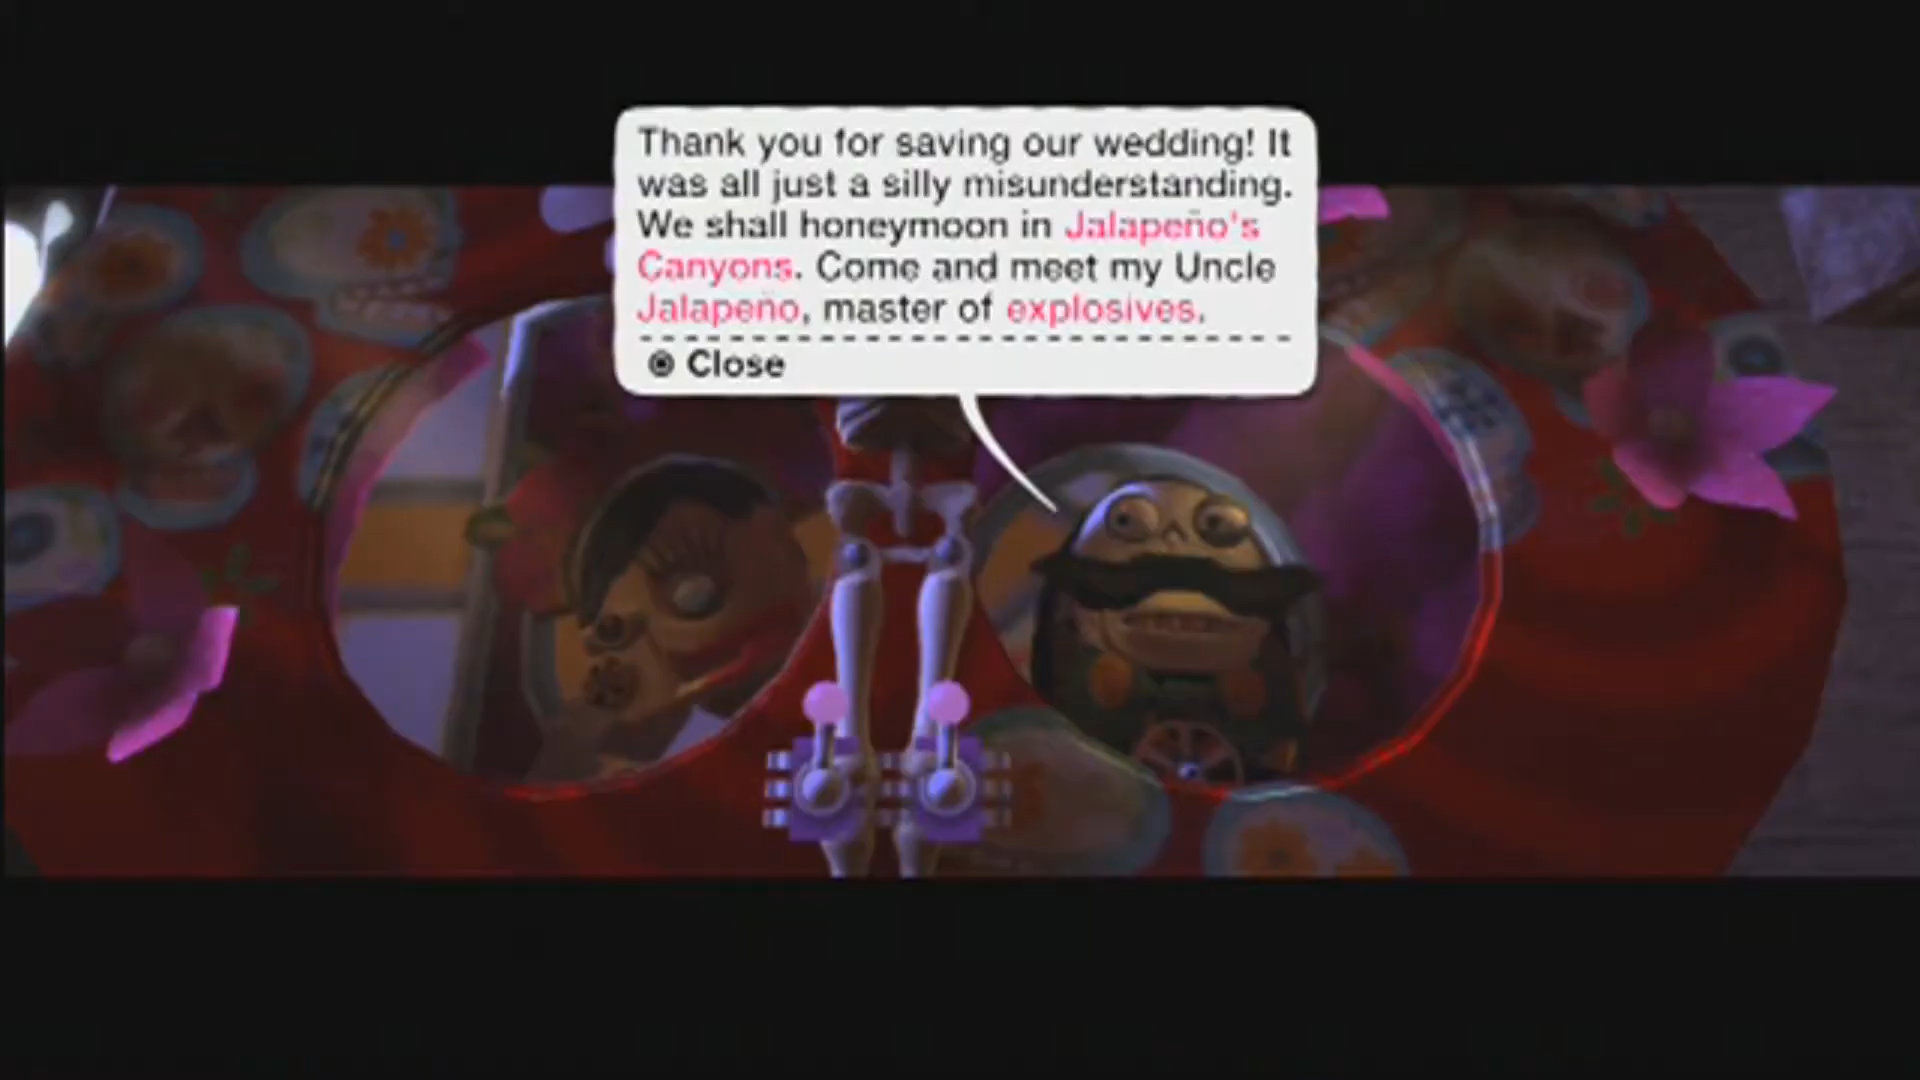 Thank you for saving our wedding! It
was all just a silly misunderstanding.
We shall honeymoon in Jalapeño's
Canyons. Come and meet my Uncle
Jalapeño, master of explosives.
Close